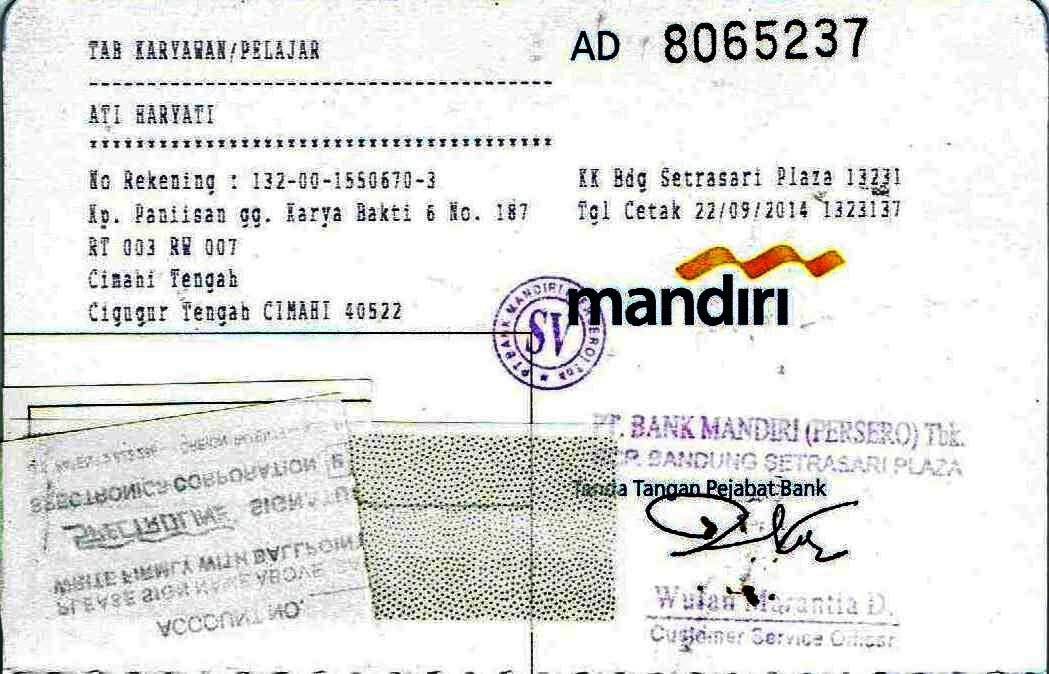 TAB KARYAWAN/PELAJAR
AD 8065237
ATI HARYATI
No Rekening : 132-00-1550670-3
Kp. Paniisan gg. Karya Bakti 6 No. 187
RT 003 RW 007
Cimahi Tengah
Cigugur Tengah CIMAHI 40522
KK Bdg Setrasari Plaza 13231
Tgl Cetak 22/09/2014 1323137
mandiri
PT BANK MANDIRI
SV
PT. BANK MANDIRI (PERSERO) Tbk.
BANDUNG SETRASARI PLAZA
Tanda Tangan Pejabat Bank
Wulan Marantia D.
Customer Service Officer
ELECTRONICS CORPORATION
SPECTROLINE SIGN
WRITE FIRMLY WITH BALLPOINT
PLEASE SIGN NAME ABOVE
ACCOUNT NO.